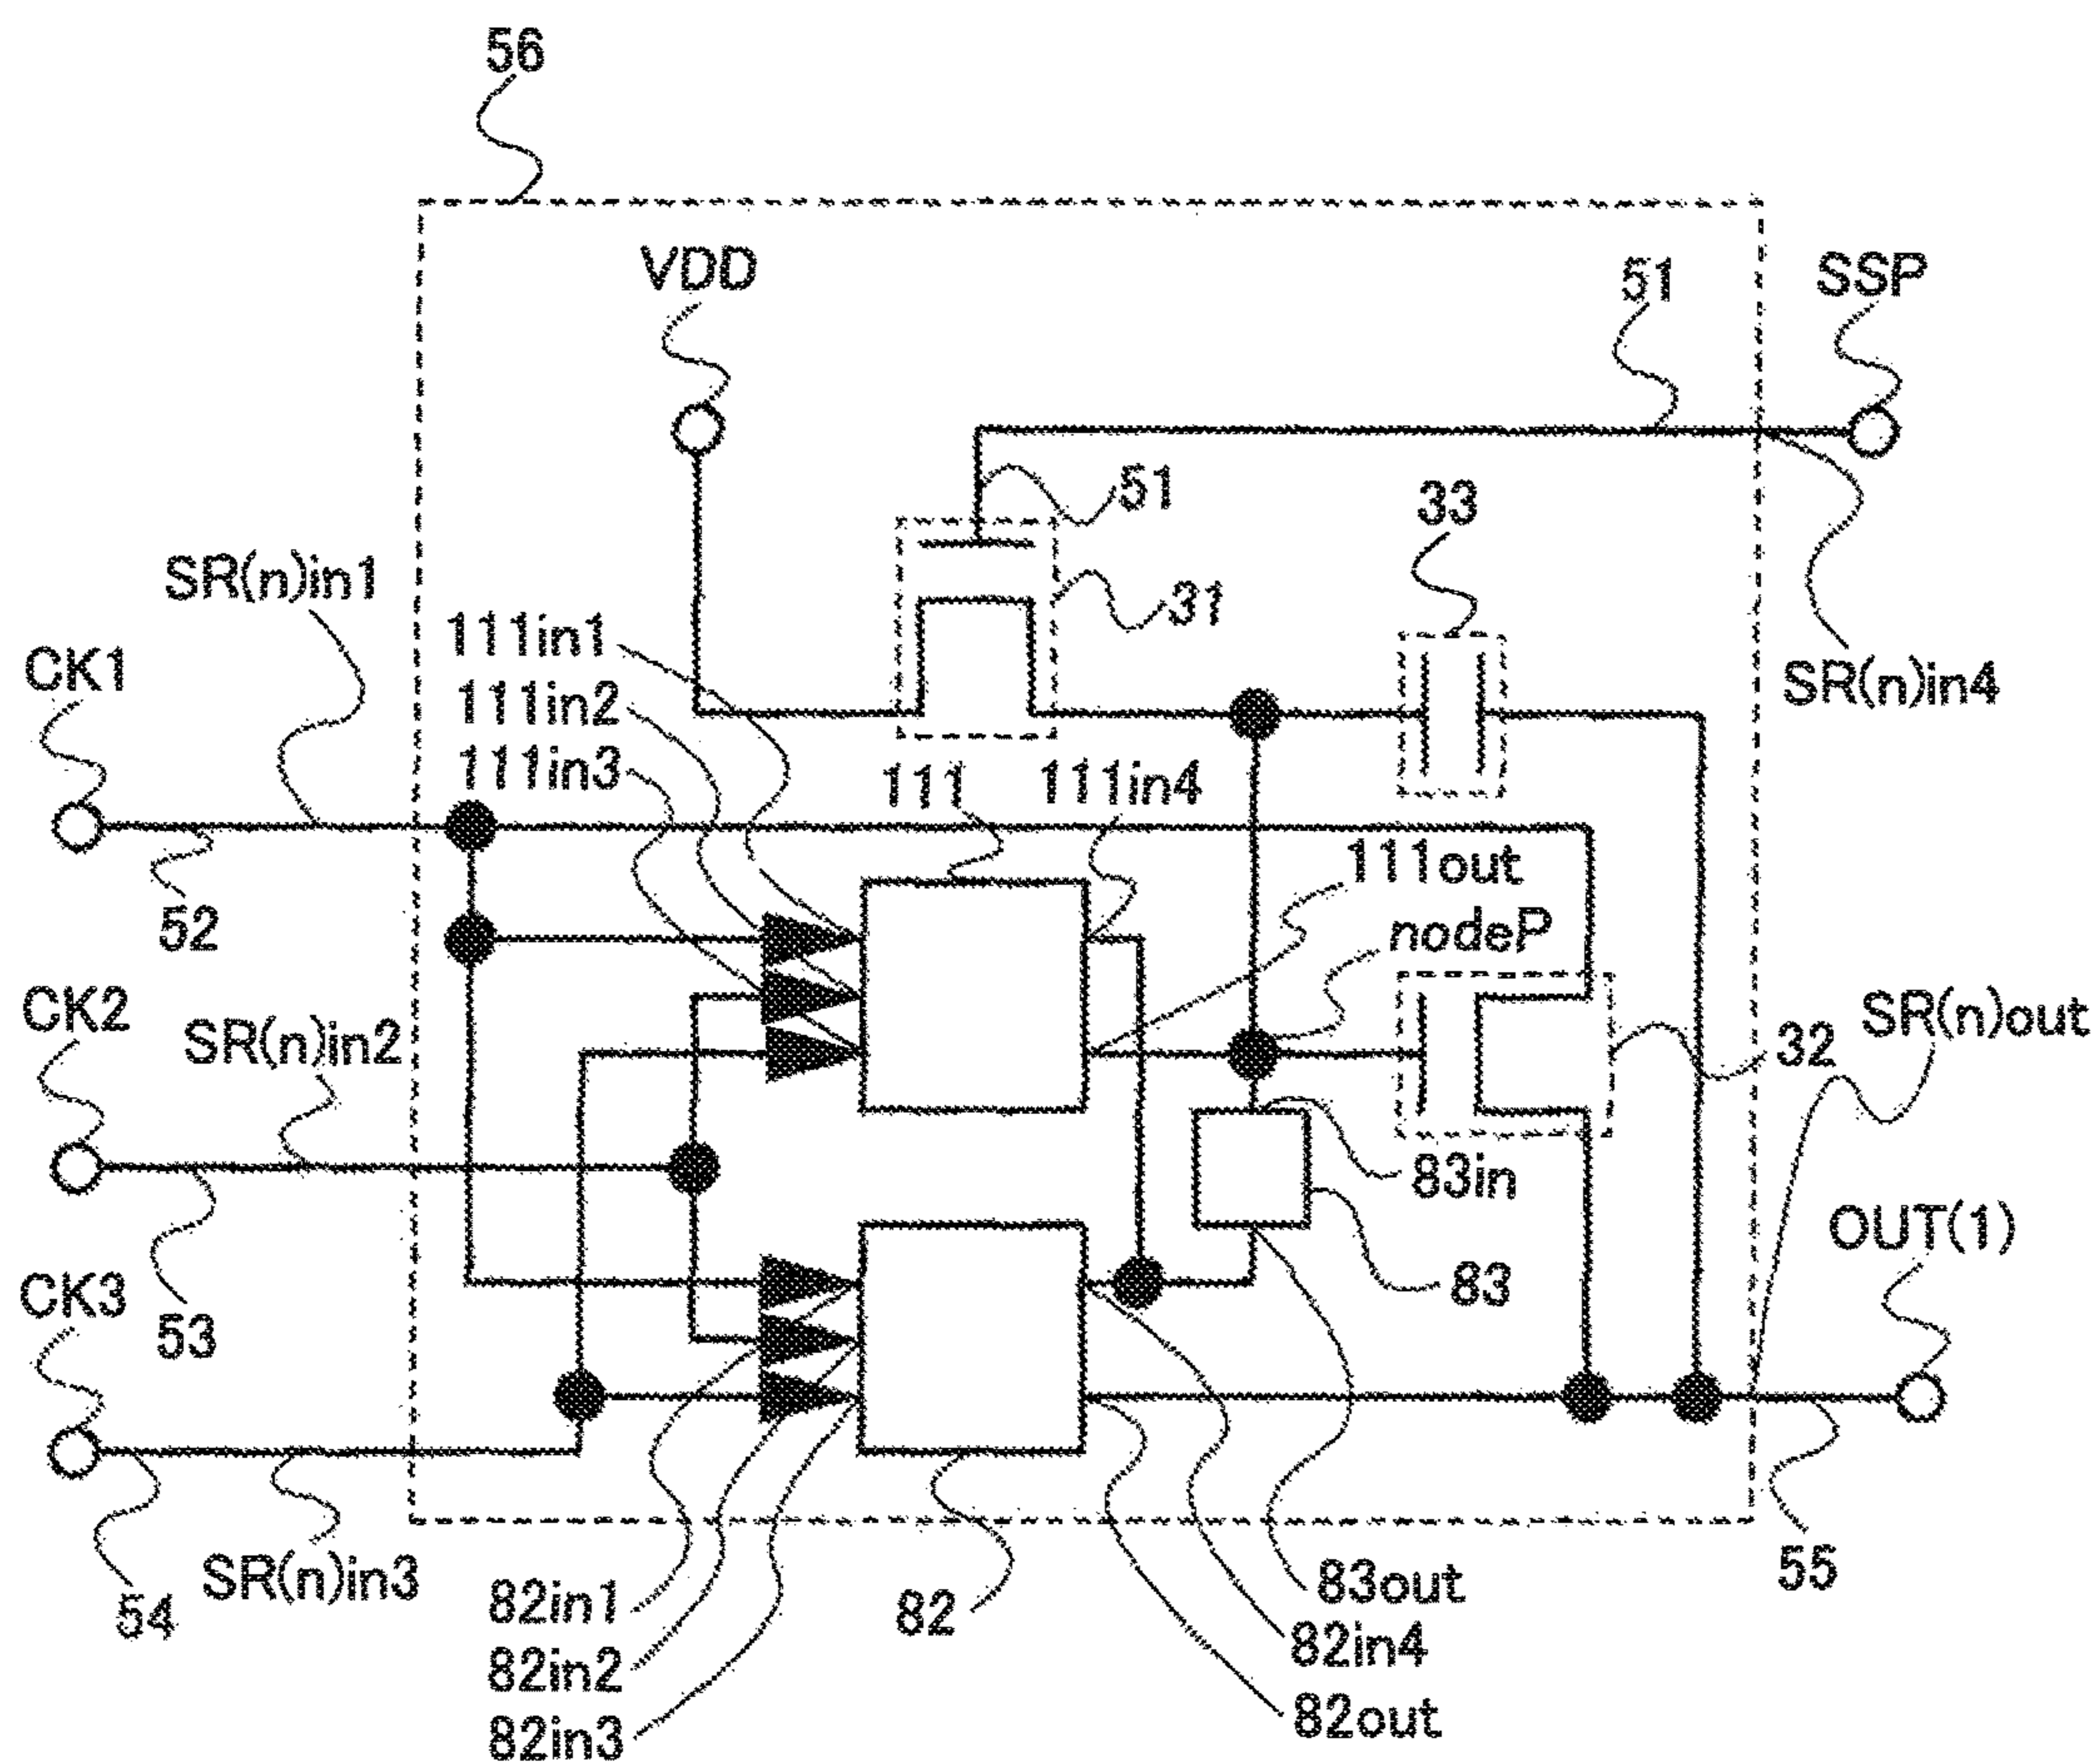 56
VDD
51
SSP
51
33
SR(n)in1
31
111in1
CK1
SR(n)in4
111in2
111in3
111
111in4
111out
52
nodeP
CK2
SR(n)in2
32
SR(n)out
83in
OUT(1)
CK3
83
53
SR(n)in3
83out
55
54
82in1
82
82in4
82in2
82out
82in3